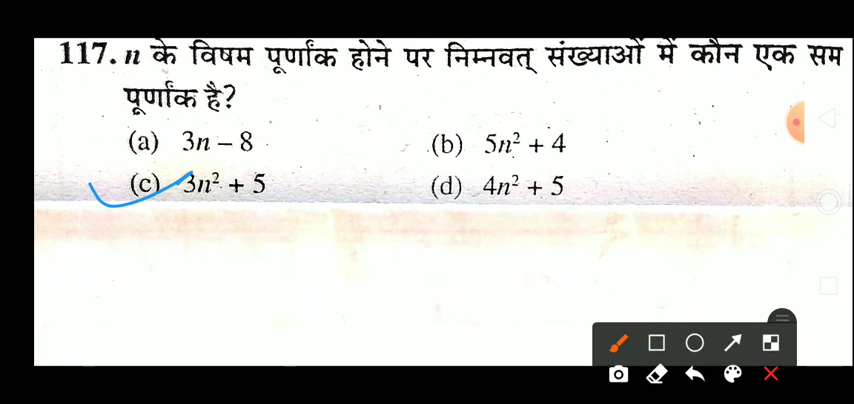 117. n के विषम पूर्णांक होने पर निम्नवत् संख्याओं में कौन एक सम
पूर्णांक है?
(a) 3n – 8 (b) 5n² + 4
(c) 3n² + 5 (d) 4n² + 5